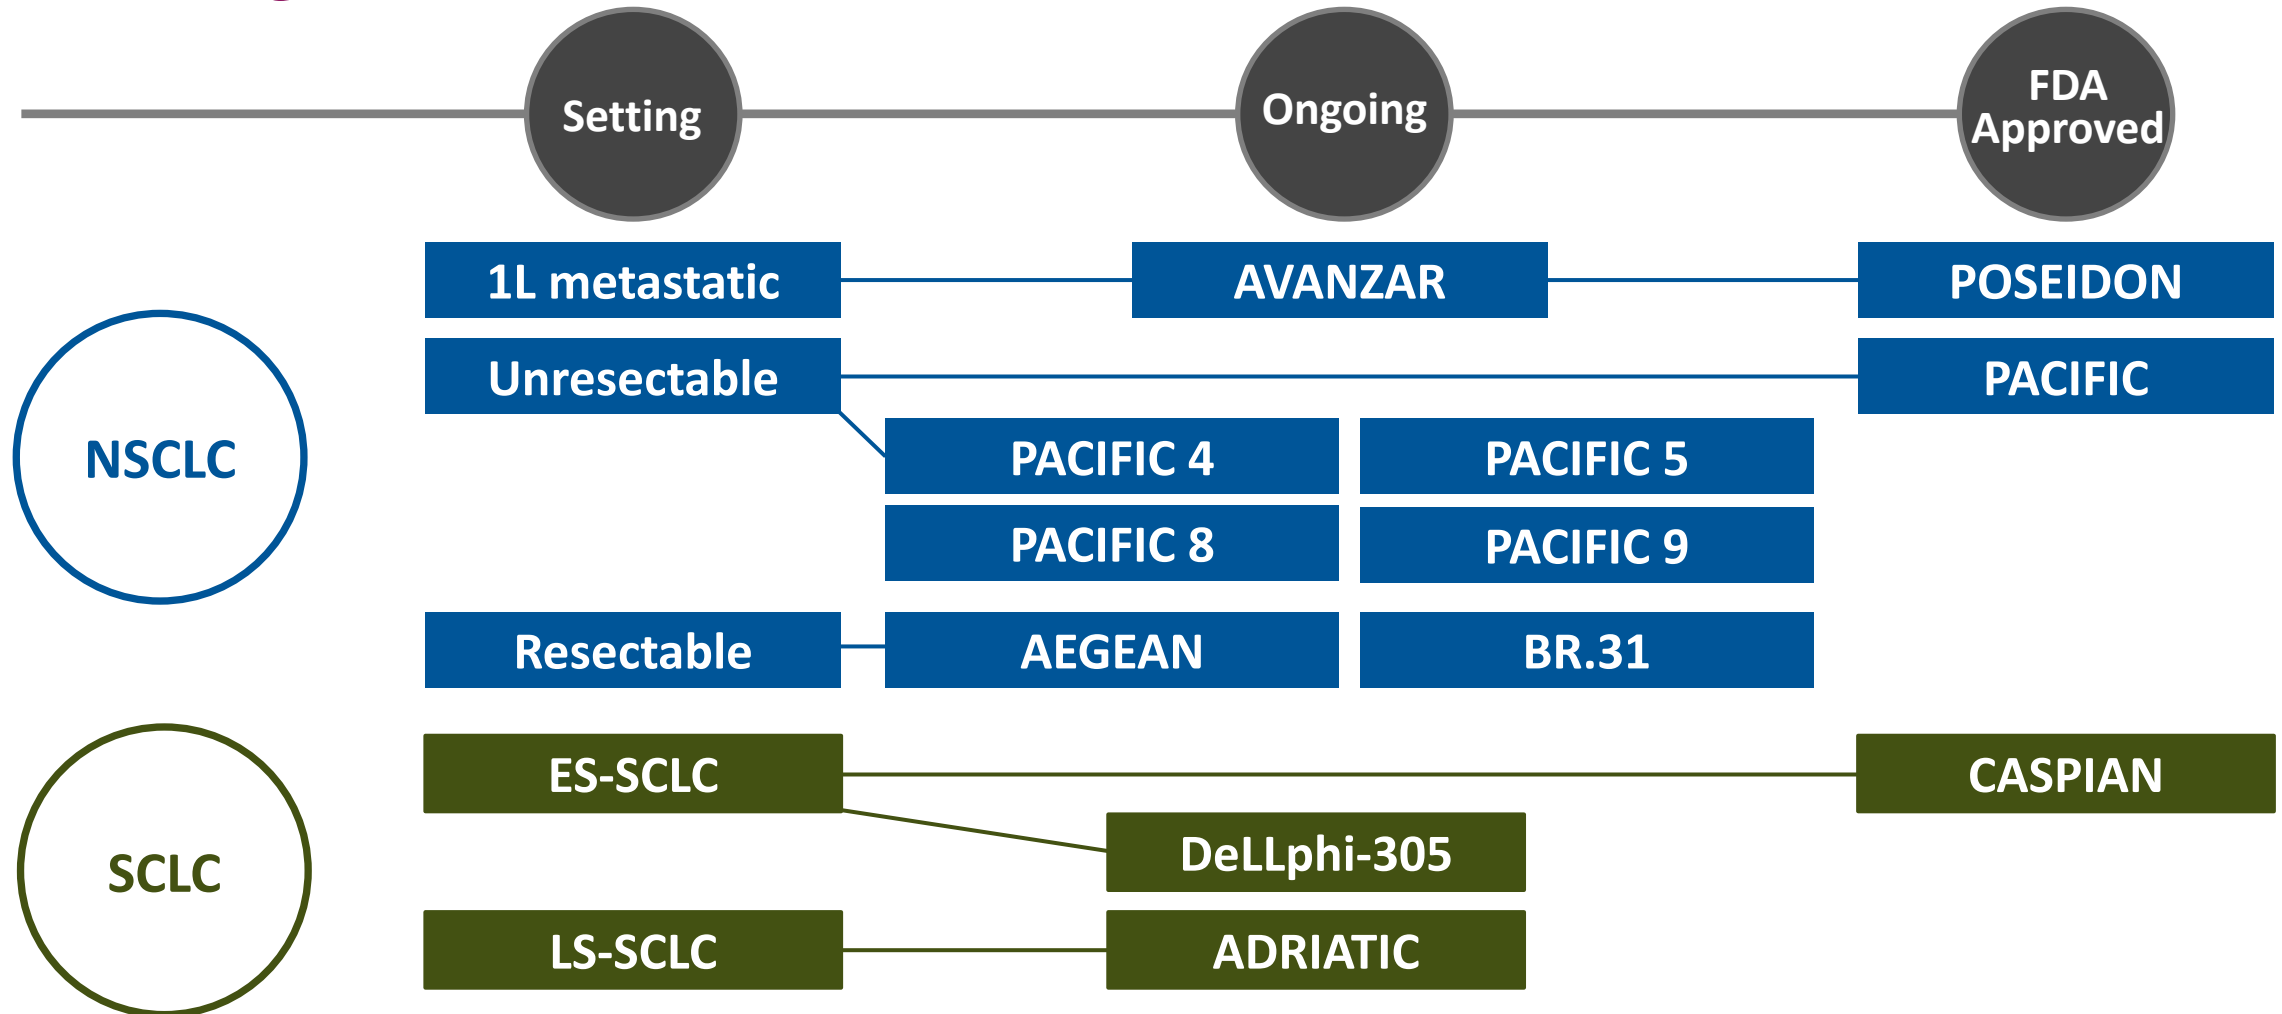 Setting
Ongoing
FDA
Approved
1L metastatic
AVANZAR
POSEIDON
Unresectable
PACIFIC
NSCLC
PACIFIC 4
PACIFIC 5
PACIFIC 8
PACIFIC 9
Resectable
AEGEAN
BR.31
ES-SCLC
CASPIAN
SCLC
DeLLphi-305
LS-SCLC
ADRIATIC